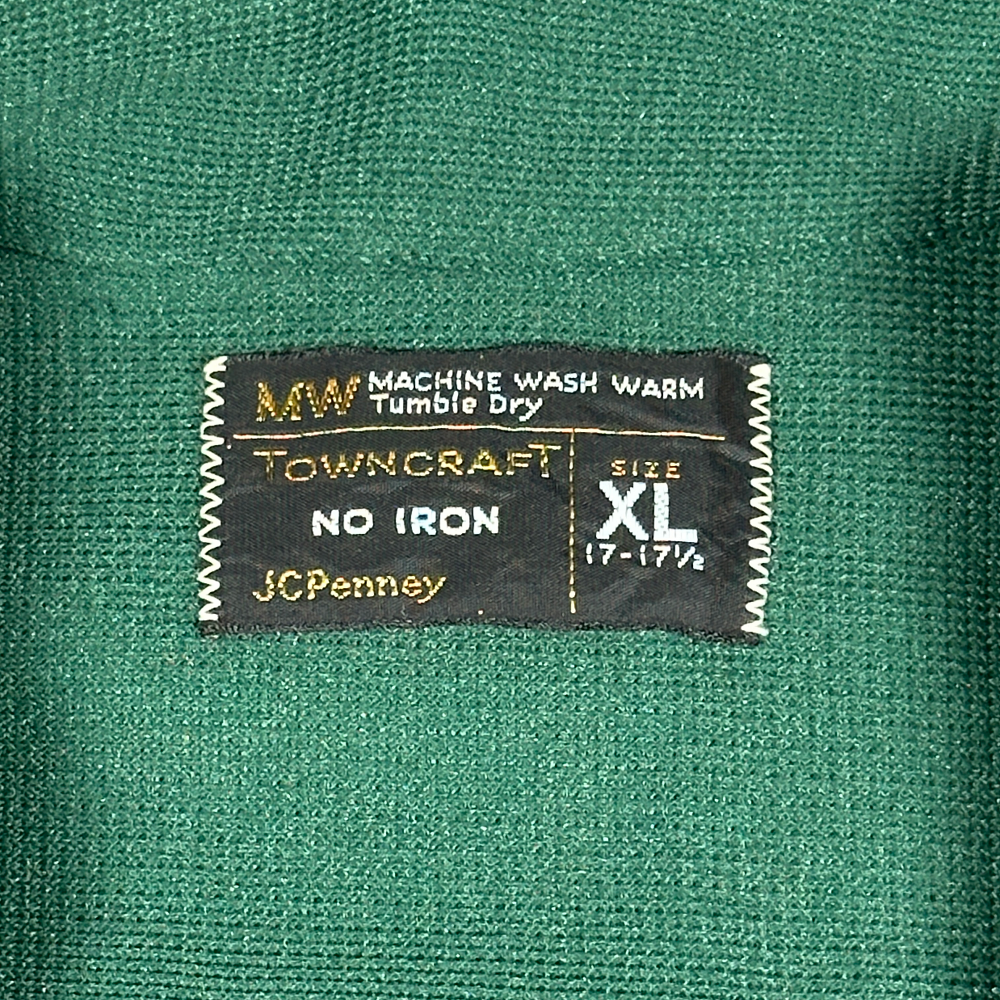 MW MACHINE WASH WARM
Tumble Dry
TOWNCRAFT
NO IRON
JCPenney
SIZE
XL
17-17½